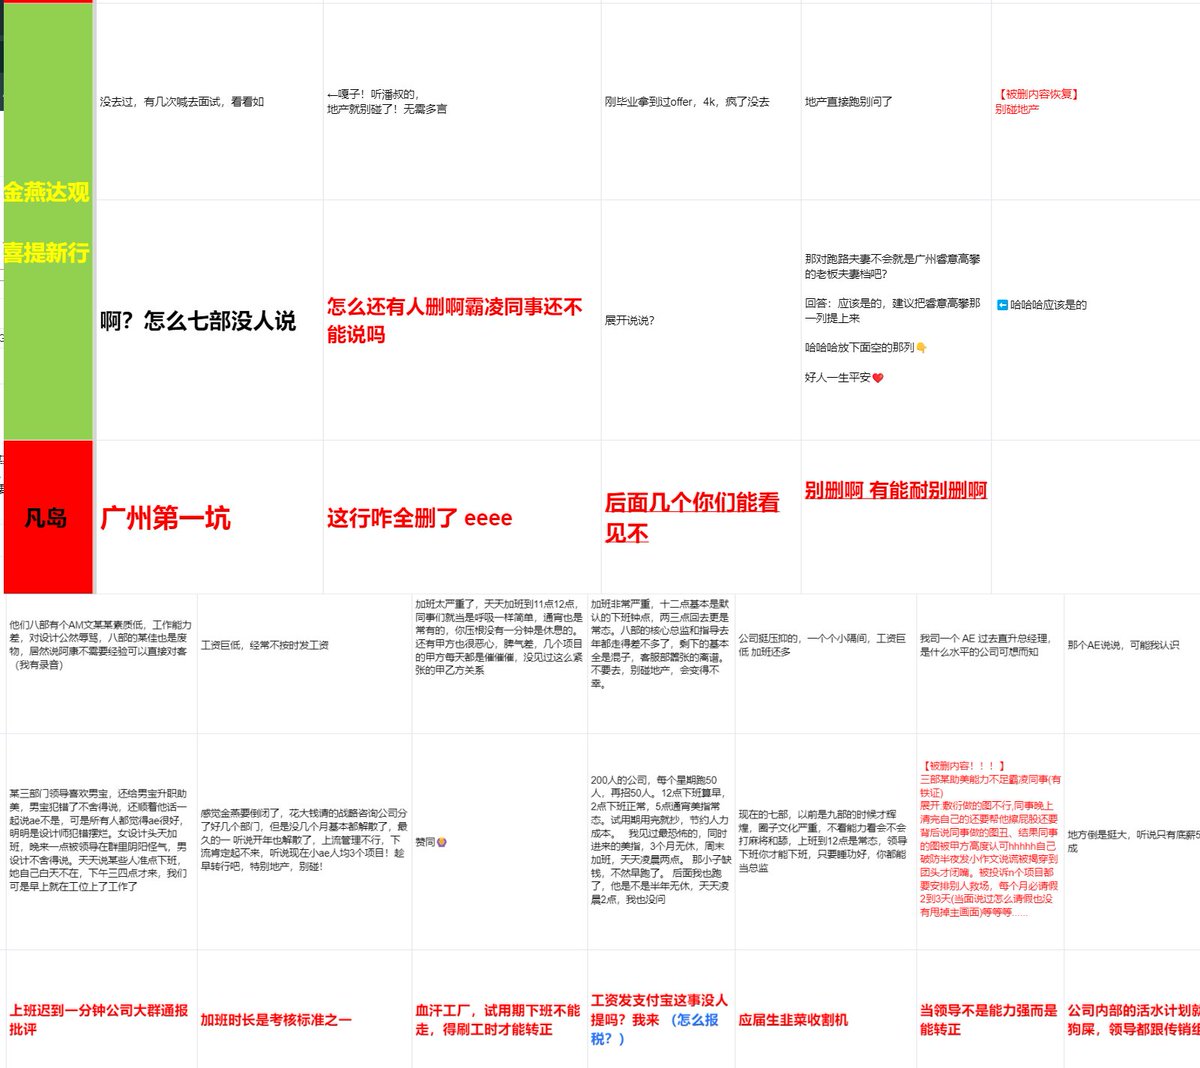 金燕达观
喜提新行
没去过，有几次喊去面试，看看如
←嘎子！听潘叔的，
地产就别碰了！无需多言
刚毕业拿到过offer，4k，疯了没去
地产直接跑别问了
【被删内容恢复】
别碰地产
啊？怎么七部没人说
怎么还有人删啊霸凌同事还不
能说吗
展开说说？
那对跑路夫妻不会就是广州睿意高攀
的老板夫妻档吧？
回答：应该是的，建议把睿意高攀那
一列提上来
哈哈哈放下面空的那列👇
好人一生平安❤️
⬅️哈哈哈应该是的
凡岛
广州第一坑
这行咋全删了 eeee
后面几个你们能看
见不
别删啊 有能耐别删啊
他们八部有个AM文某某素质低，工作能力
差，对设计公然辱骂，八部的某佳也是废
物，居然说阿康不需要经验可以直接对客
（我有录音）
工资巨低，经常不按时发工资
加班太严重了，天天加班到11点12点，
同事们就当是呼吸一样简单，通宵也是
常有的，你压根没有一分钟是休息的。
还有甲方也很恶心，脾气差，几个项目
的甲方每天都是催催催，没见过这么紧
张的甲乙方关系
加班非常严重，十二点基本是默
认的下班钟点，两三点回去更是
常态。八部的核心总监和指导去
年都走得差不多了，剩下的基本
全是混子，客服部嚣张的离谱。
不要去，别碰地产，会变得不
幸。
公司挺压抑的，一个个小隔间，工资巨
低 加班还多
我司一个 AE 过去直升总经理，
是什么水平的公司可想而知
那个AE说说，可能我认识
某三部门领导喜欢男宝，还给男宝升职助
美，男宝犯错了不舍得说，还顺着他话一
起说ae不是，可是所有人都觉得ae很好，
明明是设计师犯错摆烂。女设计头天加
班，晚来一点被领导在群里阴阳怪气，男
设计不舍得说。天天说某些人准点下班，
她自己白天不在，下午三四点才来，我们
可是早上就在工位上了工作了
感觉金燕要倒闭了，花大钱请的战略咨询公司分
了好几个部门，但是没几个月基本都解散了，最
久的一 听说开年也解散了，上流管理不行，下
流肯定起不来，听说现在小ae人均3个项目！趁
早转行吧，特别地产，别碰！
赞同
200人的公司，每个星期跑50
人，再招50人。12点下班算早，
2点下班正常，5点通宵美指常
态。试用期用完就炒，节约人力
成本。 我见过最恐怖的，同时
进来的美指，3个月无休，周末
加班，天天凌晨两点。 那小子缺
钱，不然早跑了。 后面我也跑
了，他是不是半年无休，天天凌
晨2点，我也没问
现在的七部，以前是九部的时候才辉
煌，圈子文化严重，不看能力看会不会
打麻将和舔，上班到12点是常态，领导
下班你才能下班，只要睡功好，你都能
当总监
【被删内容！！！】
三部某助美能力不足霸凌同事(有
铁证)
展开:敷衍做的图不行,同事晚上
清完自己的还要帮他擦屁股还要
背后说同事做的图丑、结果同事
的图被甲方高度认可hhhhh自己
破防半夜发小作文说谎被揭穿到
团头才闭嘴。被投诉n个项目都
要安排别人救场，每个月必请假
2到3天(当面说过怎么请假也没
有甩掉主画面)等等等......
地方倒是挺大，听说只有底薪5
成
上班迟到一分钟公司大群通报
批评
加班时长是考核标准之一
血汗工厂，试用期下班不能
走，得刷工时才能转正
工资发支付宝这事没人
提吗？我来 （怎么报
税？）
应届生韭菜收割机
当领导不是能力强而是
能转正
公司内部的活水计划就
狗屎，领导都跟传销组